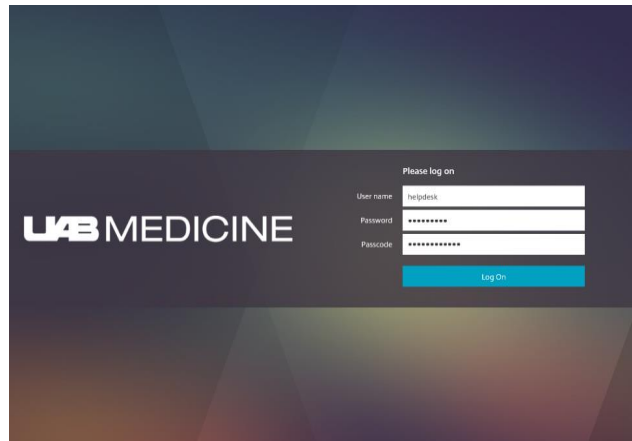 Please log on
User name helpdesk
UAB MEDICINE
Password •••••••••
Passcode ••••••••••••
Log On